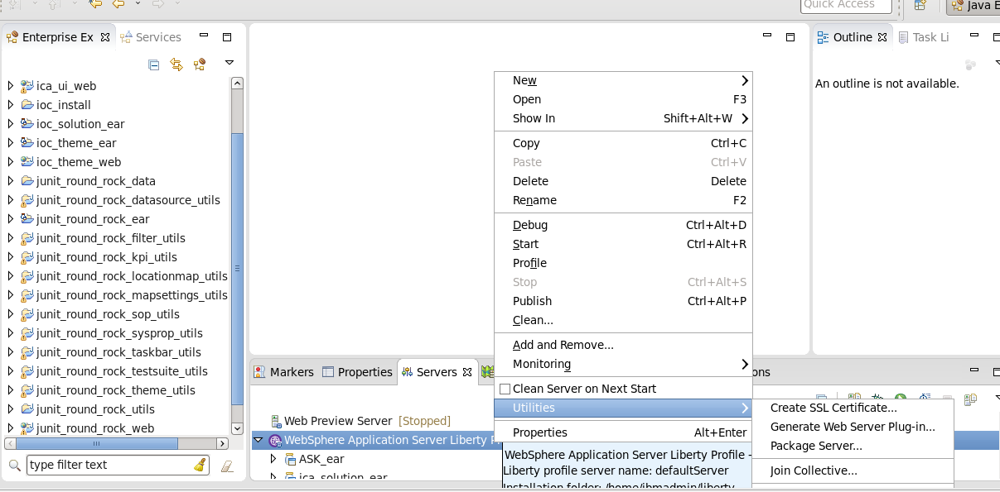 Quick Access
Java E
Enterprise Ex
Services
ica_ui_web
ioc_install
ioc_solution_ear
ioc_theme_ear
ioc_theme_web
junit_round_rock_data
junit_round_rock_datasource_utils
junit_round_rock_ear
junit_round_rock_filter_utils
junit_round_rock_kpi_utils
junit_round_rock_locationmap_utils
junit_round_rock_mapsettings_utils
junit_round_rock_sop_utils
junit_round_rock_sysprop_utils
junit_round_rock_taskbar_utils
junit_round_rock_testsuite_utils
junit_round_rock_theme_utils
junit_round_rock_utils
junit_round_rock_web
type filter text
New
Open F3
Show In Shift+Alt+W
Copy Ctrl+C
Paste Ctrl+V
Delete Delete
Rename F2
Debug Ctrl+Alt+D
Start Ctrl+Alt+R
Profile
Stop Ctrl+Alt+S
Publish Ctrl+Alt+P
Clean...
Add and Remove...
Monitoring
Clean Server on Next Start
Utilities
Properties Alt+Enter
Create SSL Certificate...
Generate Web Server Plug-in...
Package Server...
Join Collective...
Outline
Task Li
An outline is not available.
Markers
Properties
Servers
ons
Web Preview Server [Stopped]
WebSphere Application Server Liberty P
ASK_ear
ica_solution_ear
WebSphere Application Server Liberty Profile -
Liberty profile server name: defaultServer
Installation folder: /home/ibmadmin/liberty